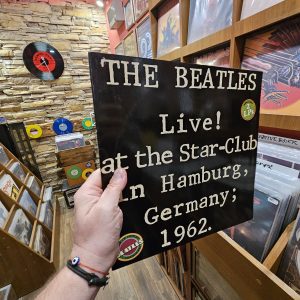 THE BEATLES
Live!
at the Star-Club
in Hamburg,
Germany;
1962.